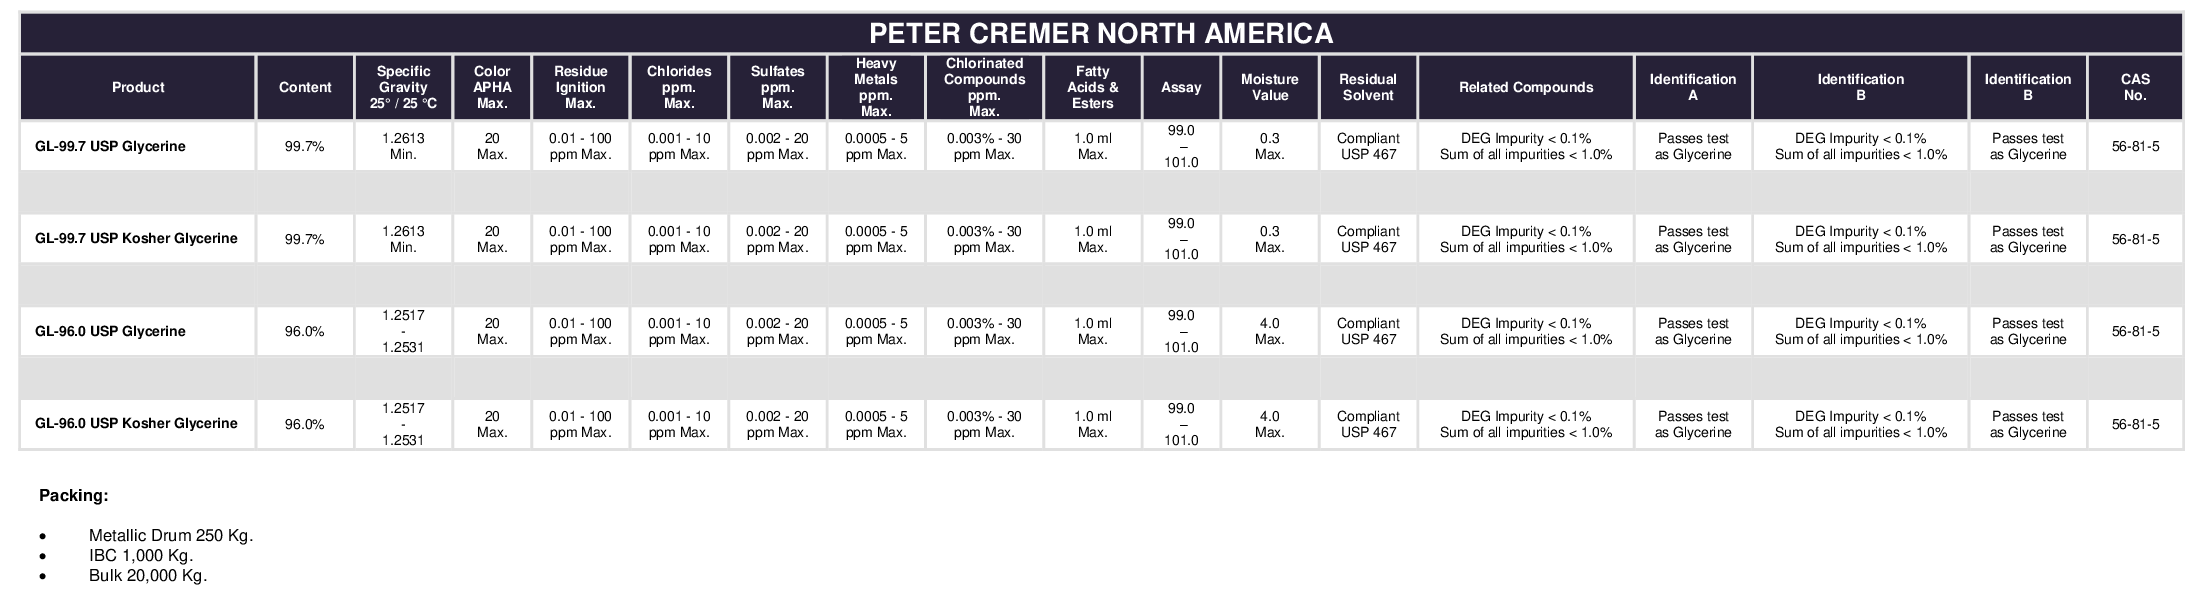 PETER CREMER NORTH AMERICA
Product
Content
Specific
Gravity
25° / 25 °C
Color
APHA
Max.
Residue
Ignition
Max.
Chlorides
ppm.
Max.
Sulfates
ppm.
Max.
Heavy
Metals
ppm.
Max.
Chlorinated
Compounds
ppm.
Max.
Fatty
Acids &
Esters
Assay
Moisture
Value
Residual
Solvent
Related Compounds
Identification
A
Identification
B
Identification
B
CAS
No.
GL-99.7 USP Glycerine
99.7%
1.2613
Min.
20
Max.
0.01 - 100
ppm Max.
0.001 - 10
ppm Max.
0.002 - 20
ppm Max.
0.0005 - 5
ppm Max.
0.003% - 30
ppm Max.
1.0 ml
Max.
99.0
–
101.0
0.3
Max.
Compliant
USP 467
DEG Impurity < 0.1%
Sum of all impurities < 1.0%
Passes test
as Glycerine
DEG Impurity < 0.1%
Sum of all impurities < 1.0%
Passes test
as Glycerine
56-81-5
GL-99.7 USP Kosher Glycerine
99.7%
1.2613
Min.
20
Max.
0.01 - 100
ppm Max.
0.001 - 10
ppm Max.
0.002 - 20
ppm Max.
0.0005 - 5
ppm Max.
0.003% - 30
ppm Max.
1.0 ml
Max.
99.0
–
101.0
0.3
Max.
Compliant
USP 467
DEG Impurity < 0.1%
Sum of all impurities < 1.0%
Passes test
as Glycerine
DEG Impurity < 0.1%
Sum of all impurities < 1.0%
Passes test
as Glycerine
56-81-5
GL-96.0 USP Glycerine
96.0%
1.2517
-
1.2531
20
Max.
0.01 - 100
ppm Max.
0.001 - 10
ppm Max.
0.002 - 20
ppm Max.
0.0005 - 5
ppm Max.
0.003% - 30
ppm Max.
1.0 ml
Max.
99.0
–
101.0
4.0
Max.
Compliant
USP 467
DEG Impurity < 0.1%
Sum of all impurities < 1.0%
Passes test
as Glycerine
DEG Impurity < 0.1%
Sum of all impurities < 1.0%
Passes test
as Glycerine
56-81-5
GL-96.0 USP Kosher Glycerine
96.0%
1.2517
-
1.2531
20
Max.
0.01 - 100
ppm Max.
0.001 - 10
ppm Max.
0.002 - 20
ppm Max.
0.0005 - 5
ppm Max.
0.003% - 30
ppm Max.
1.0 ml
Max.
99.0
–
101.0
4.0
Max.
Compliant
USP 467
DEG Impurity < 0.1%
Sum of all impurities < 1.0%
Passes test
as Glycerine
DEG Impurity < 0.1%
Sum of all impurities < 1.0%
Passes test
as Glycerine
56-81-5
Packing:
• Metallic Drum 250 Kg.
• IBC 1,000 Kg.
• Bulk 20,000 Kg.